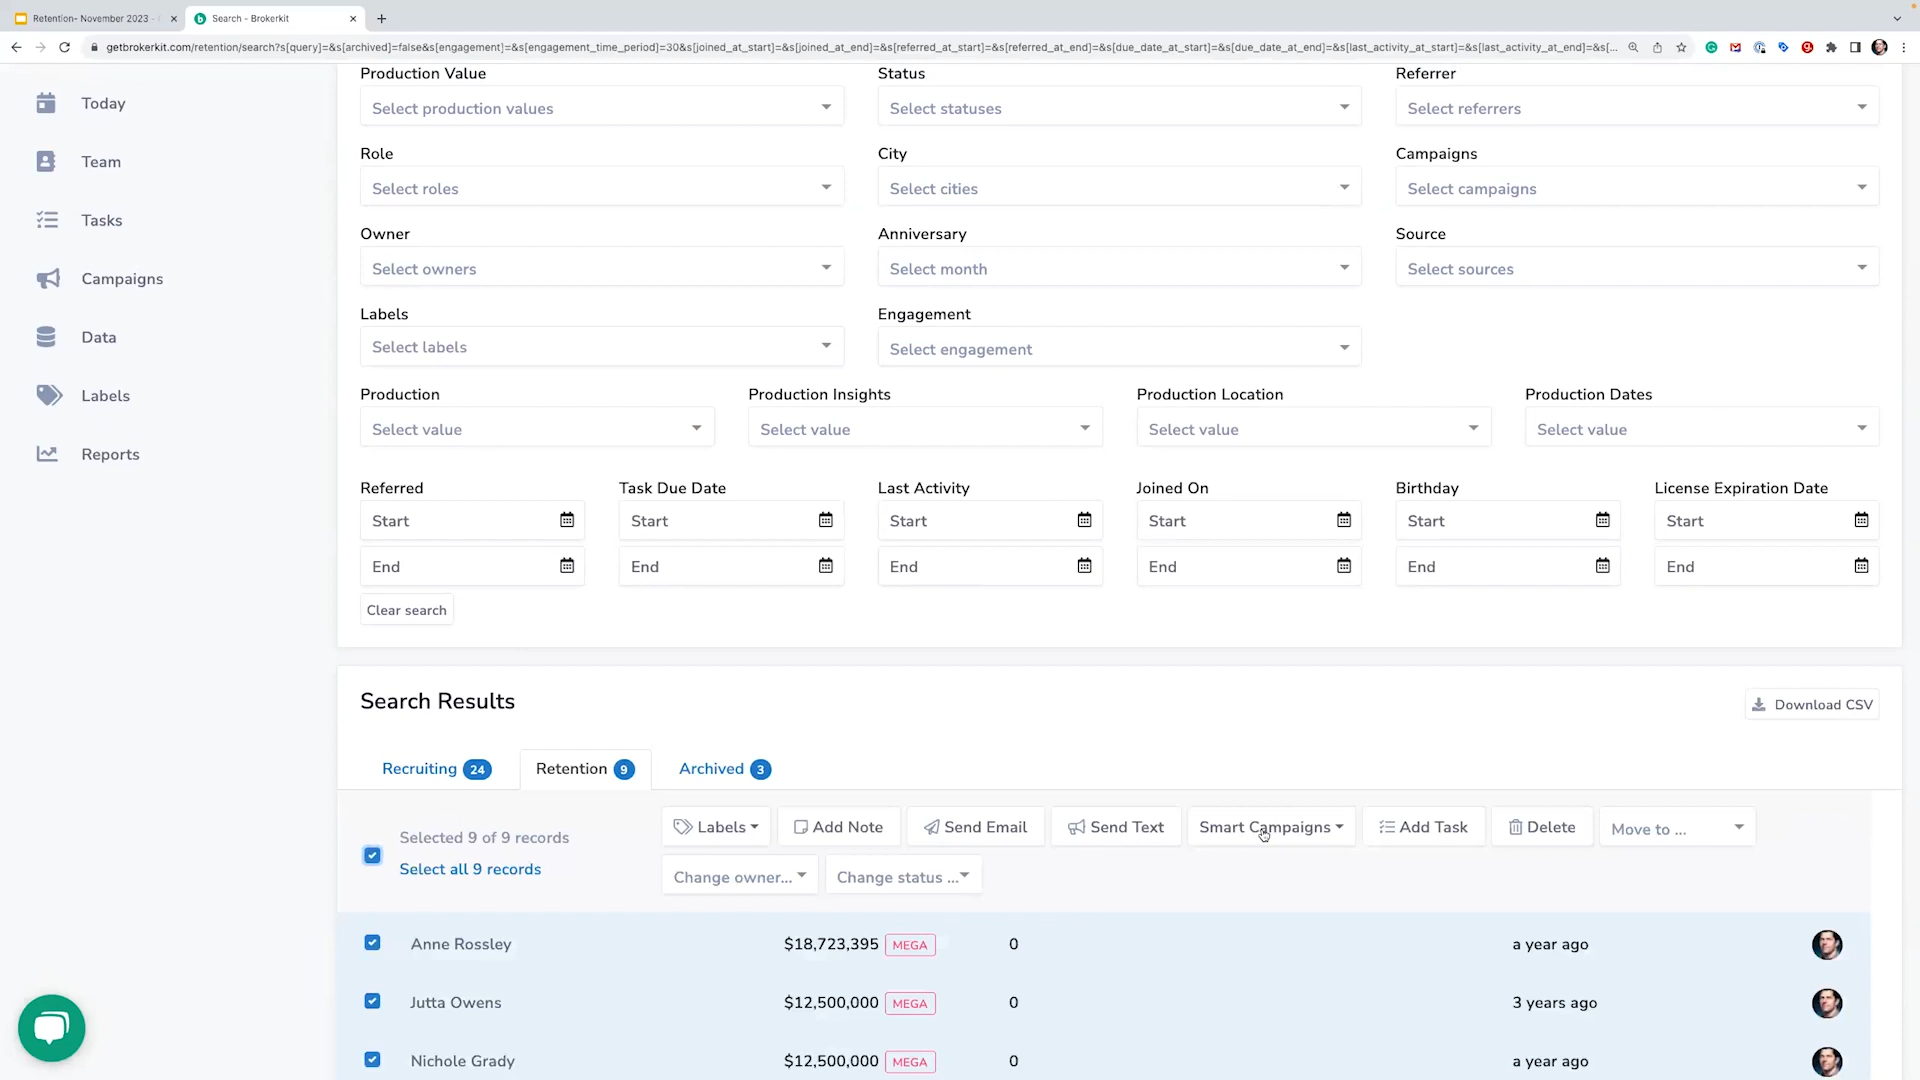 Retention- November 2023 -
Search - Brokerkit
getbrokerkit.com/retention/search?s[query]=&s[archived]=false&s[engagement]=&s[engagement_time_period]=30&s[joined_at_start]=&s[joined_at_end]=&s[referred_at_start]=&s[referred_at_end]=&s[due_date_at_start]=&s[due_date_at_end]=&s[last_activity_at_start]=&s[last_activity_at_end]=&s[...
Today
Team
Tasks
Campaigns
Data
Labels
Reports
Production Value Status Referrer
Select production values Select statuses Select referrers
Role City Campaigns
Select roles Select cities Select campaigns
Owner Anniversary Source
Select owners Select month Select sources
Labels Engagement
Select labels Select engagement
Production Production Insights Production Location Production Dates
Select value Select value Select value Select value
Referred Task Due Date Last Activity Joined On Birthday License Expiration Date
Start Start Start Start Start Start
End End End End End End
Clear search
Search Results
Download CSV
Recruiting 24 Retention 9 Archived 3
Selected 9 of 9 records
Select all 9 records
Labels Add Note Send Email Send Text Smart Campaigns Add Task Delete Move to ...
Change owner... Change status ...
Anne Rossley $18,723,395 MEGA 0 a year ago
Jutta Owens $12,500,000 MEGA 0 3 years ago
Nichole Grady $12,500,000 MEGA 0 a year ago